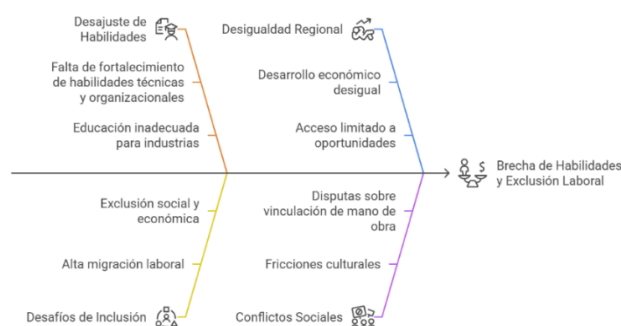 Desajuste de
Habilidades
Falta de fortalecimiento
de habilidades técnicas
y organizacionales
Educación inadecuada
para industrias
Desigualdad Regional
Desarrollo económico
desigual
Acceso limitado a
oportunidades
Brecha de Habilidades
y Exclusión Laboral
Exclusión social y
económica
Alta migración laboral
Desafíos de Inclusión
Disputas sobre
vinculación de mano de
obra
Fricciones culturales
Conflictos Sociales